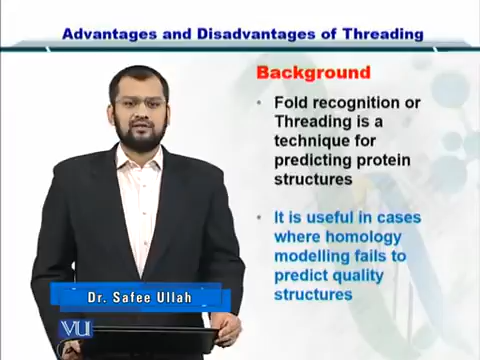 Advantages and Disadvantages of Threading
Background
• Fold recognition or
Threading is a
technique for
predicting protein
structures
• It is useful in cases
where homology
modelling fails to
predict quality
structures
Dr. Safee Ullah
VU